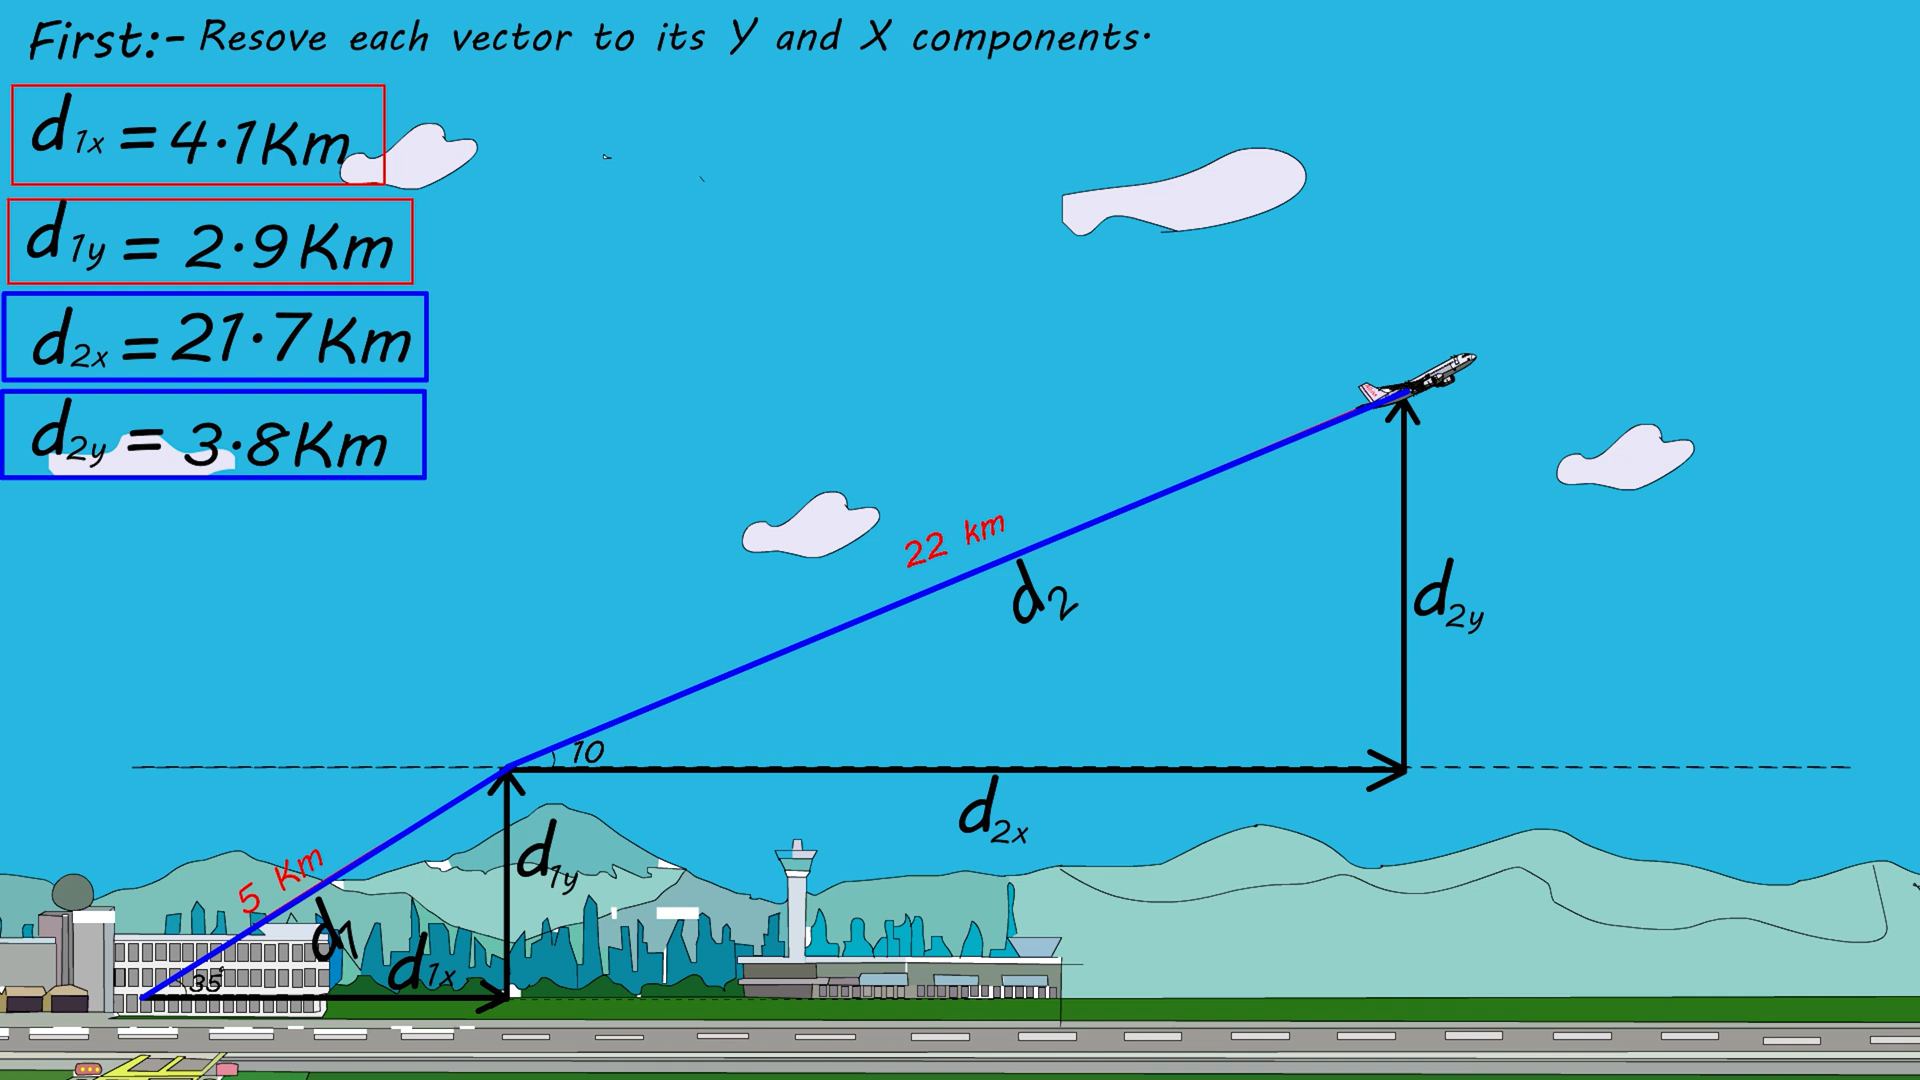 First:- Resove each vector to its Y and X components.
d1x = 4.1Km
d1y = 2.9Km
d2x = 21.7Km
d2y = 3.8Km
22 km
d2
d2y
10
d2x
d1y
5 Km
d1
d1x
35°